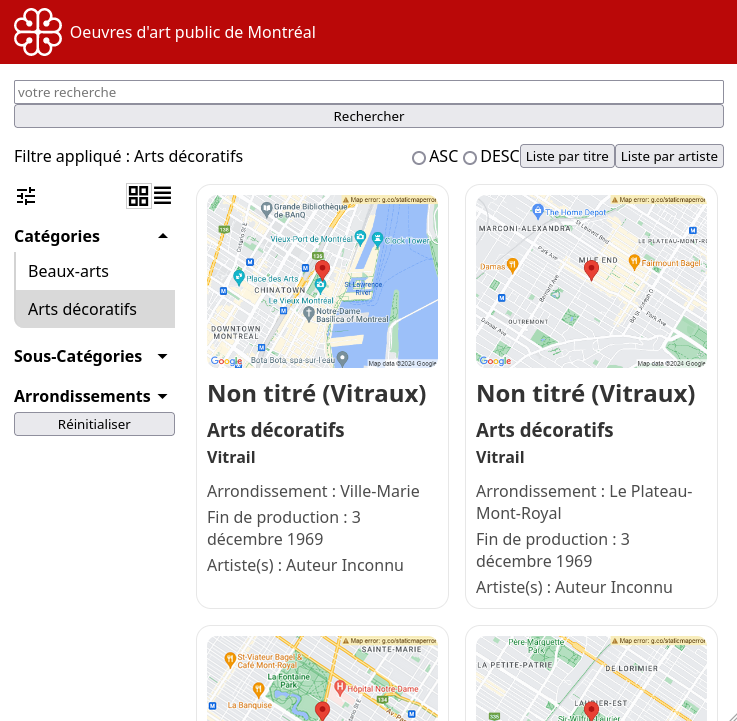 Oeuvres d'art public de Montréal
votre recherche
Rechercher
Filtre appliqué : Arts décoratifs
ASC DESC Liste par titre Liste par artiste
Catégories
Beaux-arts
Arts décoratifs
Sous-Catégories
Arrondissements
Réinitialiser
Map error: g.co/staticmaperror
Grande Bibliothèque
de BAnQ
Vieux-Port de Montréal
Clock Tower
Place des Arts
CHINATOWN
St Lawrence
River
Le Vieux Montréal
Notre-Dame
Basilica of Montreal
DOWNTOWN
MONTREAL
Bota Bota, spa-sur-l'eau
Google
Map data ©2024 Google
Non titré (Vitraux)
Arts décoratifs
Vitrail
Arrondissement : Ville-Marie
Fin de production : 3
décembre 1969
Artiste(s) : Auteur Inconnu
Map error: g.co/staticmaperror
The Home Depot
MARCONI-ALEXANDRA
LE PLATEAU-MONT-RO
Damas
MILE END
Fairmount Bagel
OUTREMONT
Google
Map data ©2024 Google
Non titré (Vitraux)
Arts décoratifs
Vitrail
Arrondissement : Le Plateau-
Mont-Royal
Fin de production : 3
décembre 1969
Artiste(s) : Auteur Inconnu
Map error: g.co/staticmaperror
SAINTE-MARIE
St-Viateur Bagel &
Café Mont-Royal
La Fontaine
Park
Hôpital Notre-Dame
La Banquise
Map error: g.co/staticmaperror
Père-Marquette
Park
LA PETITE-PATRIE
DE LORIMIER
LAURIER-EST
Sir-Wilfrid-Laurier